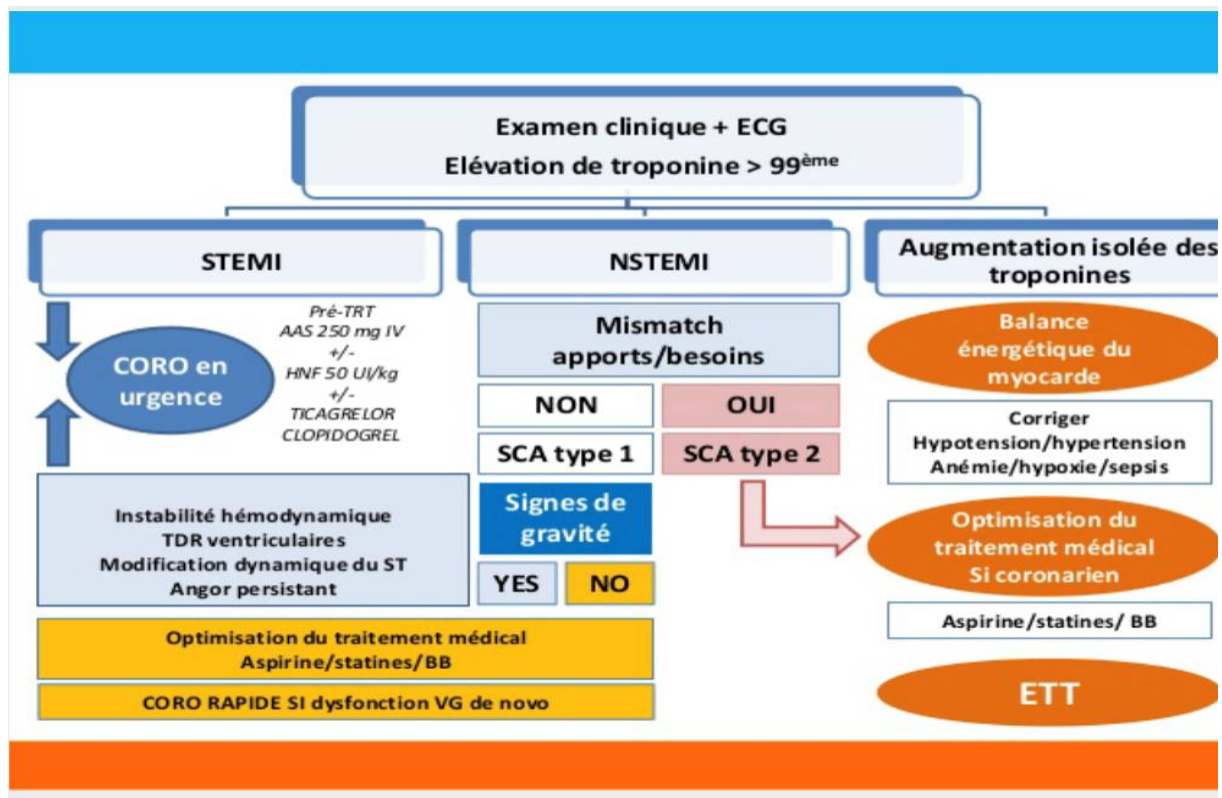 Examen clinique + ECG
Elévation de troponine > 99ème
STEMI
Pré-TRT
AAS 250 mg IV
+/-
HNF 50 UI/kg
+/-
TICAGRELOR
CLOPIDOGREL
CORO en
urgence
Instabilité hémodynamique
TDR ventriculaires
Modification dynamique du ST
Angor persistant
NSTEMI
Mismatch
apports/besoins
NON
OUI
SCA type 1
SCA type 2
Signes de
gravité
YES
NO
Optimisation du traitement médical
Aspirine/statines/BB
CORO RAPIDE SI dysfonction VG de novo
Augmentation isolée des
troponines
Balance
énergétique du
myocarde
Corriger
Hypotension/hypertension
Anémie/hypoxie/sepsis
Optimisation du
traitement médical
Si coronarien
Aspirine/statines/ BB
ETT